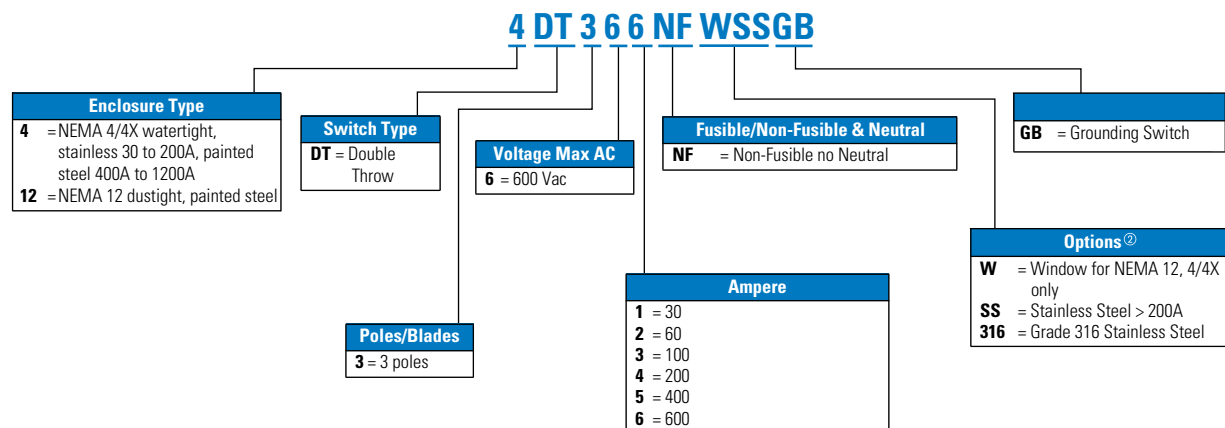 4 DT 3 6 6 NF WSSGB
Enclosure Type
4 = NEMA 4/4X watertight,
stainless 30 to 200A, painted
steel 400A to 1200A
12 = NEMA 12 dustight, painted steel
Switch Type
DT = Double
Throw
Poles/Blades
3 = 3 poles
Voltage Max AC
6 = 600 Vac
Ampere
1 = 30
2 = 60
3 = 100
4 = 200
5 = 400
6 = 600
Fusible/Non-Fusible & Neutral
NF = Non-Fusible no Neutral
Options ②
W = Window for NEMA 12, 4/4X
only
SS = Stainless Steel > 200A
316 = Grade 316 Stainless Steel
GB = Grounding Switch